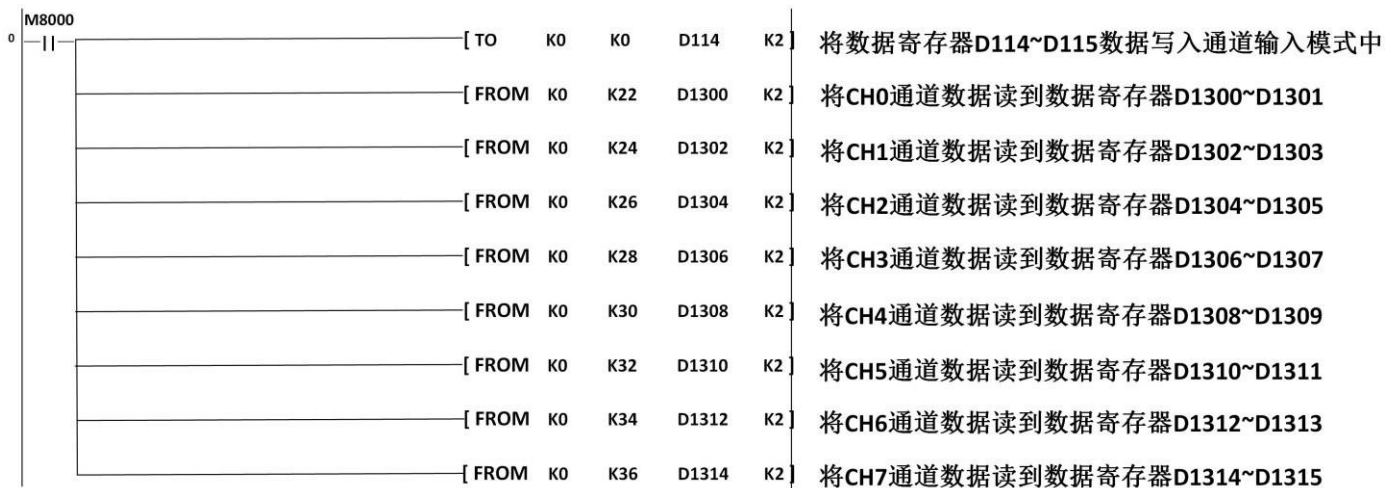 M8000
0 [ TO K0 K0 D114 K2 ] 将数据寄存器D114~D115数据写入通道输入模式中
[ FROM K0 K22 D1300 K2 ] 将CH0通道数据读到数据寄存器D1300~D1301
[ FROM K0 K24 D1302 K2 ] 将CH1通道数据读到数据寄存器D1302~D1303
[ FROM K0 K26 D1304 K2 ] 将CH2通道数据读到数据寄存器D1304~D1305
[ FROM K0 K28 D1306 K2 ] 将CH3通道数据读到数据寄存器D1306~D1307
[ FROM K0 K30 D1308 K2 ] 将CH4通道数据读到数据寄存器D1308~D1309
[ FROM K0 K32 D1310 K2 ] 将CH5通道数据读到数据寄存器D1310~D1311
[ FROM K0 K34 D1312 K2 ] 将CH6通道数据读到数据寄存器D1312~D1313
[ FROM K0 K36 D1314 K2 ] 将CH7通道数据读到数据寄存器D1314~D1315